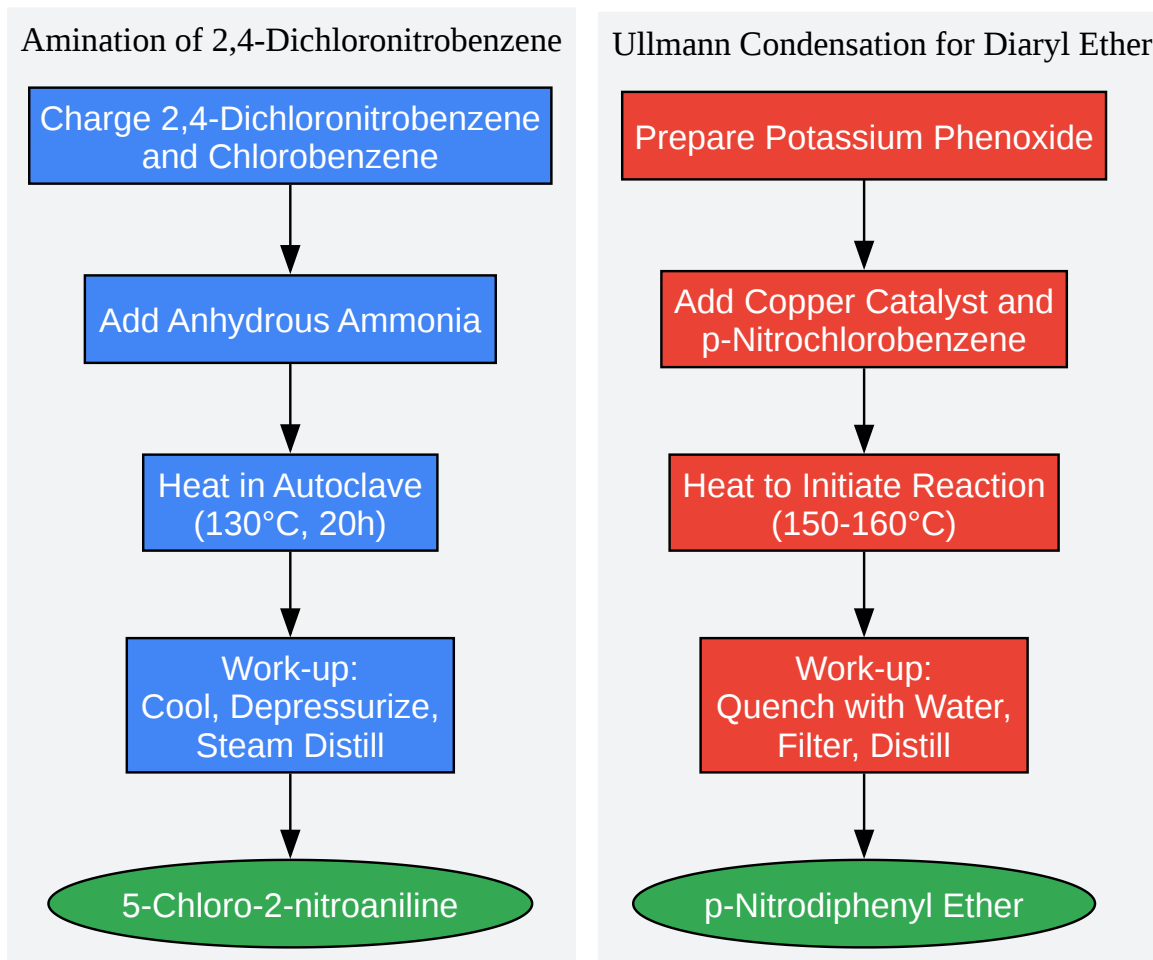 Amination of 2,4-Dichloronitrobenzene
Charge 2,4-Dichloronitrobenzene
and Chlorobenzene
Add Anhydrous Ammonia
Heat in Autoclave
(130°C, 20h)
Work-up:
Cool, Depressurize,
Steam Distill
5-Chloro-2-nitroaniline
Ullmann Condensation for Diaryl Ether
Prepare Potassium Phenoxide
Add Copper Catalyst and
p-Nitrochlorobenzene
Heat to Initiate Reaction
(150-160°C)
Work-up:
Quench with Water,
Filter, Distill
p-Nitrodiphenyl Ether